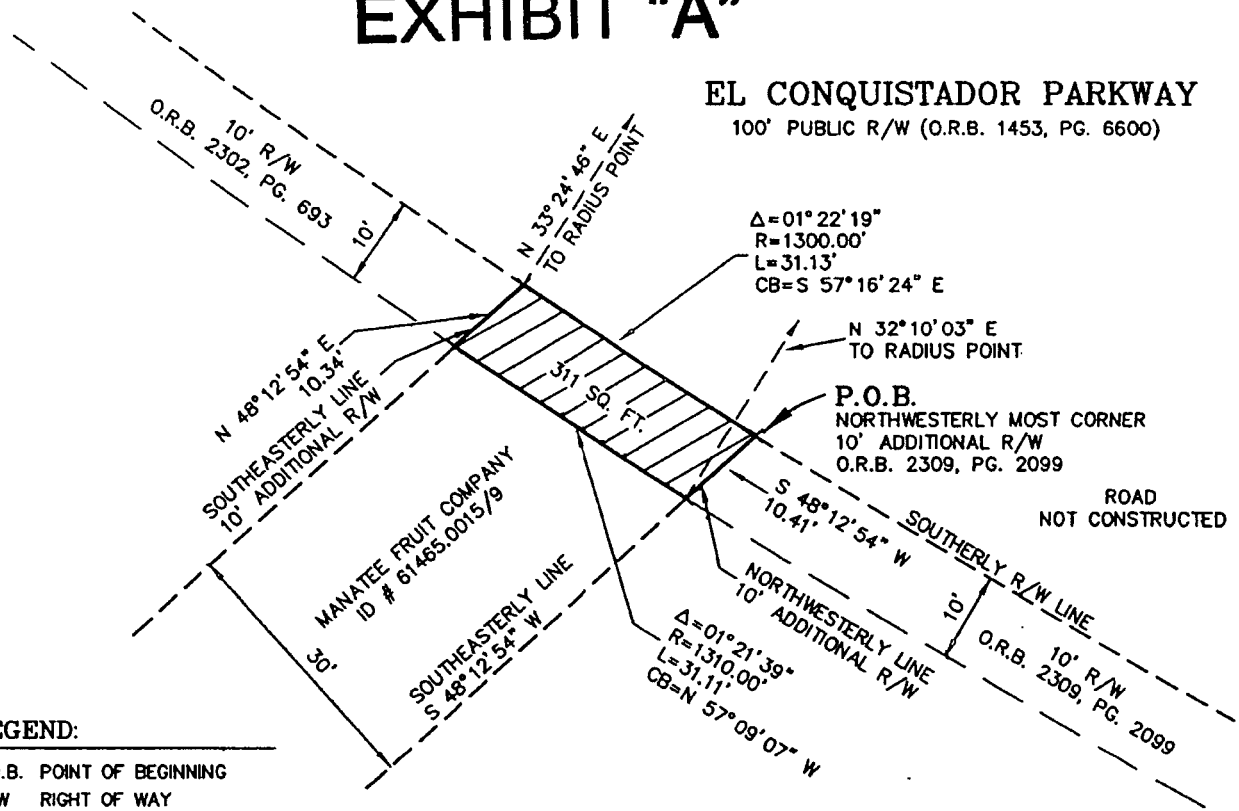 EXHIBIT "A"
EL CONQUISTADOR PARKWAY
100' PUBLIC R/W (O.R.B. 1453, PG. 6600)
10' R/W
O.R.B. 2302, PG. 693
10'
N 33°24'46" E
TO RADIUS POINT
Δ=01°22'19"
R=1300.00'
L=31.13'
CB=S 57°16'24" E
N 32°10'03" E
TO RADIUS POINT
P.O.B.
NORTHWESTERLY MOST CORNER
10' ADDITIONAL R/W
O.R.B. 2309, PG. 2099
ROAD
NOT CONSTRUCTED
N 48°12'54" E
10.34'
SOUTHEASTERLY LINE
10' ADDITIONAL R/W
311 SQ. FT.
MANATEE FRUIT COMPANY
ID # 61465.0015/9
30'
SOUTHEASTERLY LINE
S 48°12'54" W
S 48°12'54" W
10.41'
SOUTHERLY R/W LINE
NORTHWESTERLY LINE
10' ADDITIONAL R/W
Δ=01°21'39"
R=1310.00'
L=31.11'
CB=N 57°09'07" W
10'
10' R/W
O.R.B. 2309, PG. 2099
EGEND:
.B. POINT OF BEGINNING
W RIGHT OF WAY